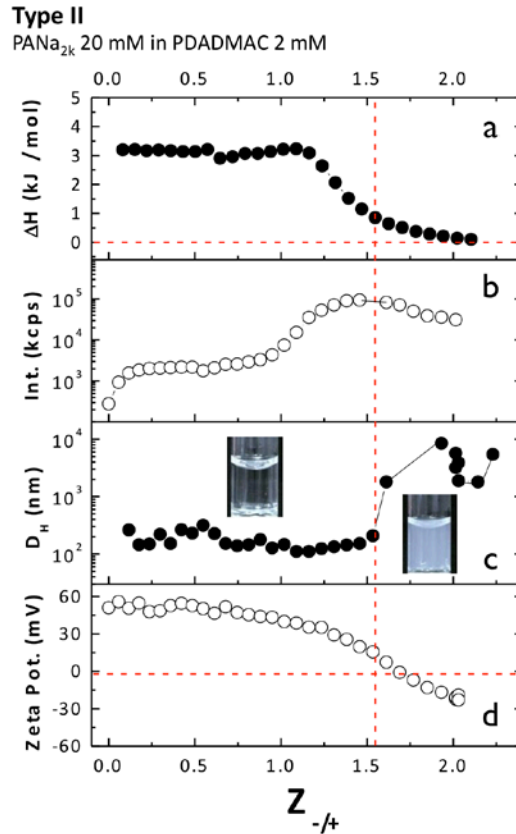 Type II
PANa2k 20 mM in PDADMAC 2 mM
0.0 0.5 1.0 1.5 2.0
5
4
3
2
1
0
ΔH (kJ /mol)
a
10^5
10^4
10^3
Int. (kcps)
b
10^4
10^3
10^2
D_H (nm)
c
60
30
0
-30
-60
Zeta Pot. (mV)
d
0.0 0.5 1.0 1.5 2.0
Z-/+